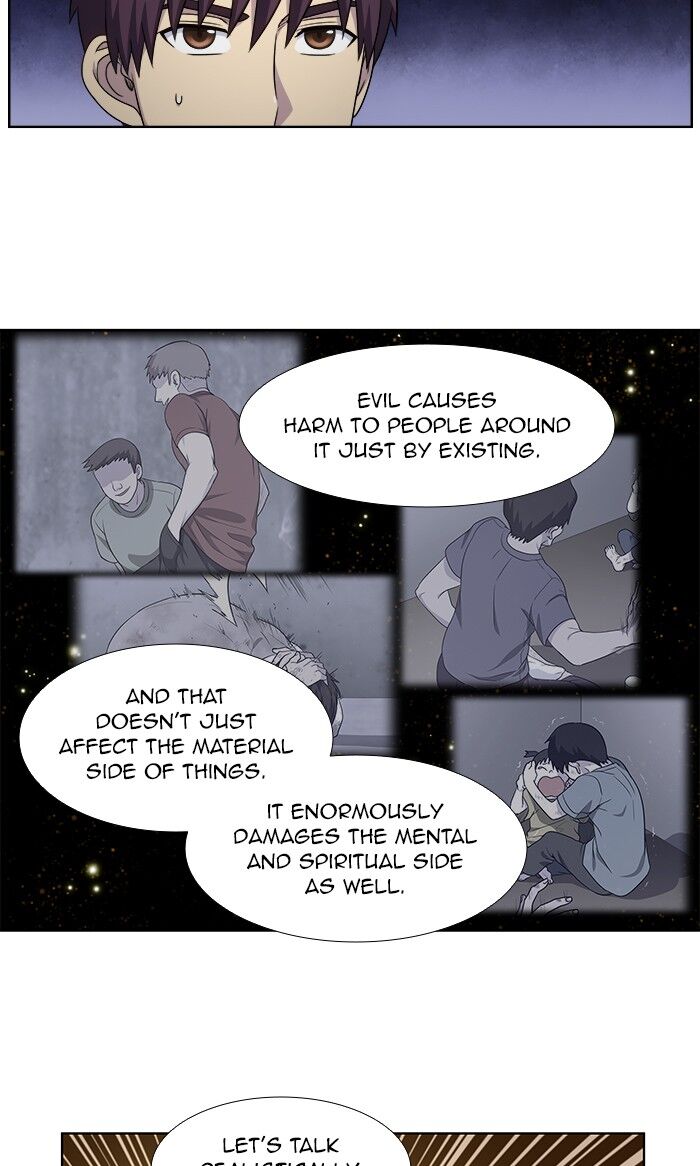 EVIL CAUSES
HARM TO PEOPLE AROUND
IT JUST BY EXISTING.
AND THAT
DOESN'T JUST
AFFECT THE MATERIAL
SIDE OF THINGS.
IT ENORMOUSLY
DAMAGES THE MENTAL
AND SPIRITUAL SIDE
AS WELL.
LET'S TALK
REALISTICALLY